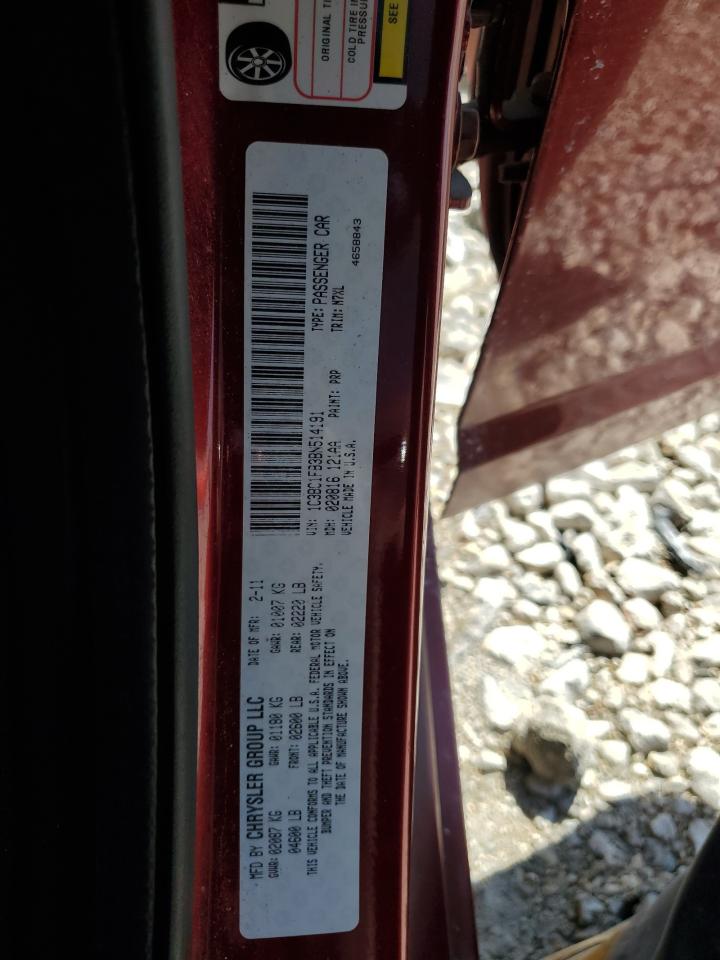 ORIGINAL
COLD TIRE
PRESSU
SEE
MFD BY CHRYSLER GROUP LLC DATE OF MFR: 2-11
GVWR: 02087 KG GAWR: 01180 KG GAWR: 01007 KG
04600 LB FRONT: 02600 LB REAR: 02220 LB
THIS VEHICLE CONFORMS TO ALL APPLICABLE U.S.A. FEDERAL MOTOR VEHICLE SAFETY,
BUMPER AND THEFT PREVENTION STANDARDS IN EFFECT ON
THE DATE OF MANUFACTURE SHOWN ABOVE.
VIN: 1C3BC1FB3BN514191 TYPE: PASSENGER CAR
MDH: 020816 121AA PAINT: PRP TRIM: M7XL
VEHICLE MADE IN U.S.A. 4658843